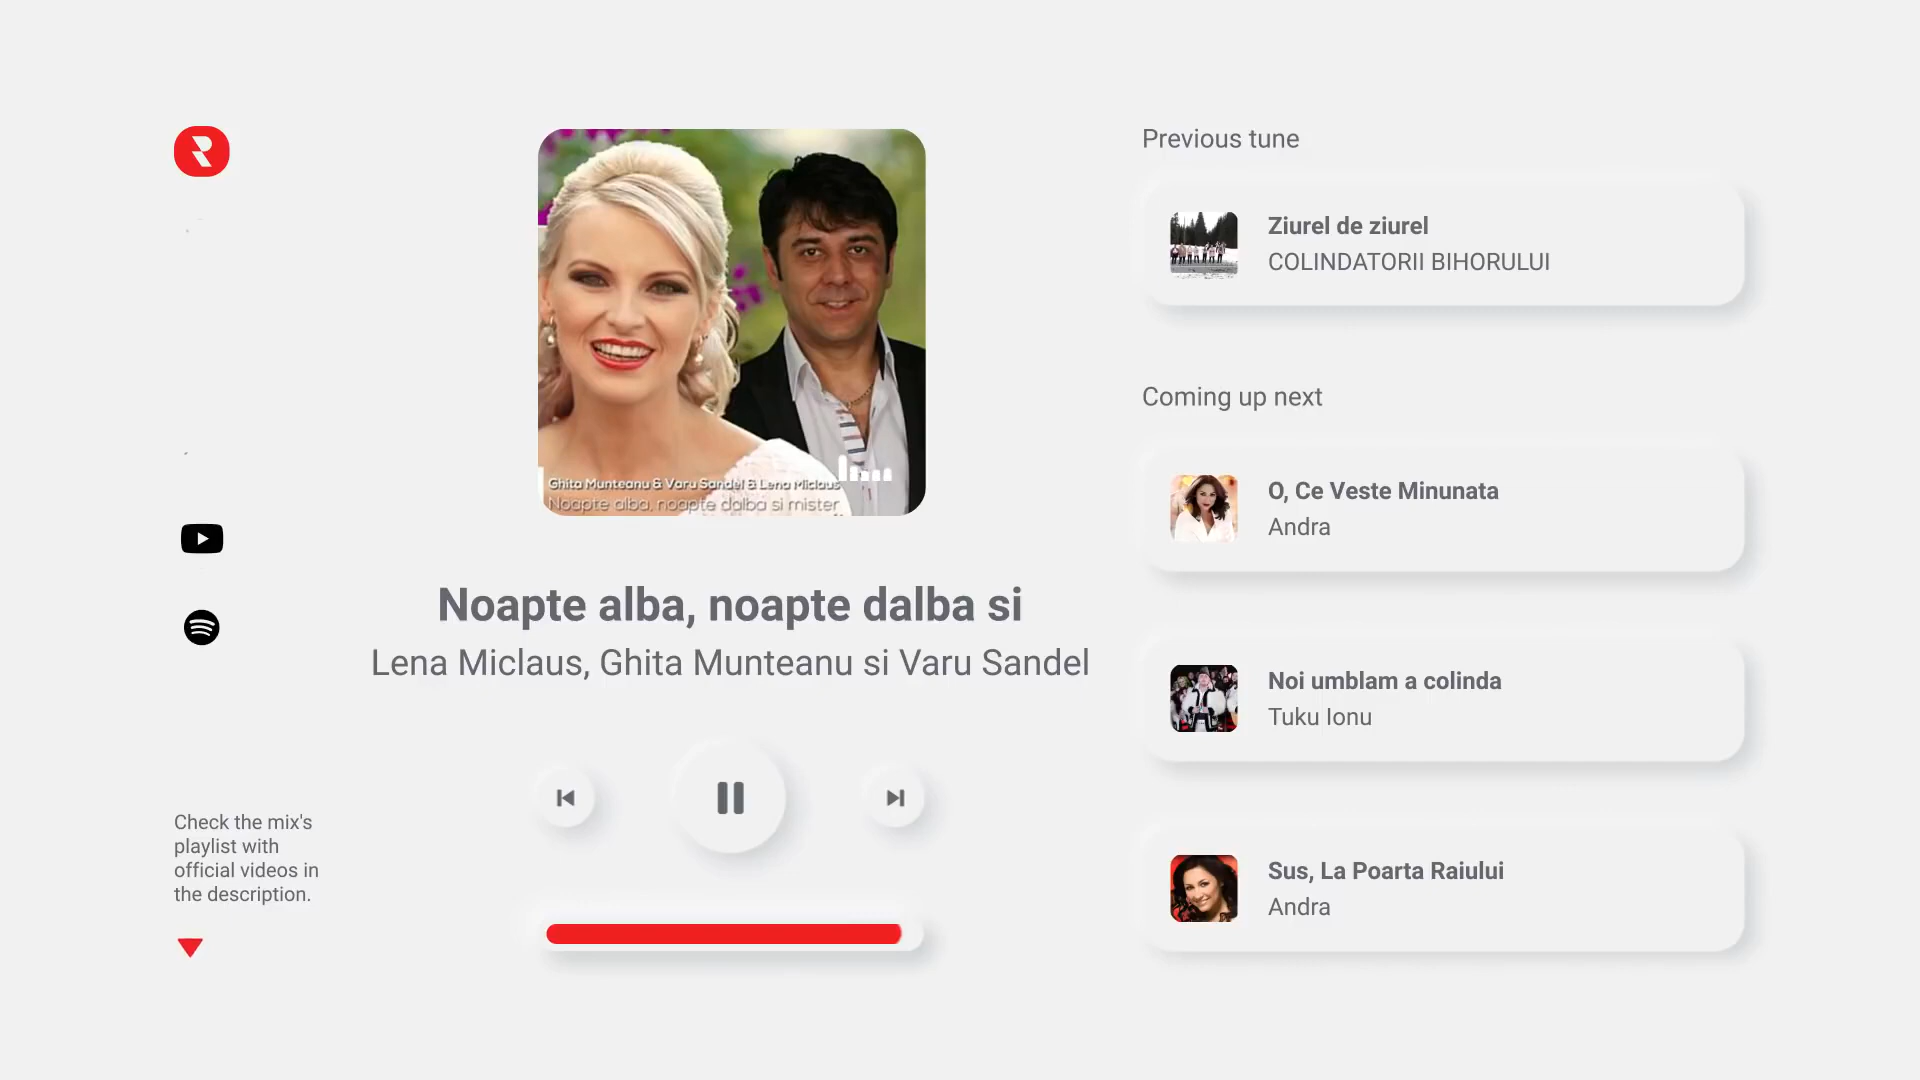 Ghita Munteanu & Varu Sandel & Lena Miclaus
Noapte alba, noapte dalba si mister
Noapte alba, noapte dalba si
Lena Miclaus, Ghita Munteanu si Varu Sandel
Check the mix's
playlist with
official videos in
the description.
Previous tune
Ziurel de ziurel
COLINDATORII BIHORULUI
Coming up next
O, Ce Veste Minunata
Andra
Noi umblam a colinda
Tuku Ionu
Sus, La Poarta Raiului
Andra